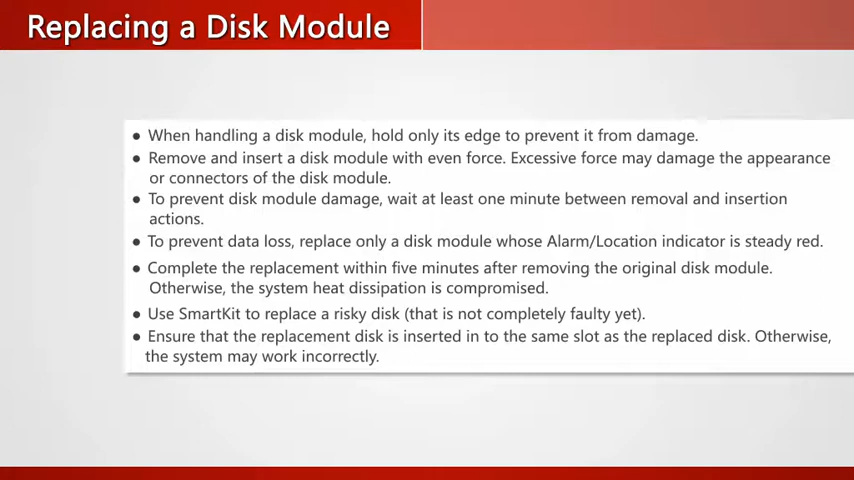 Replacing a Disk Module
● When handling a disk module, hold only its edge to prevent it from damage.
● Remove and insert a disk module with even force. Excessive force may damage the appearance
or connectors of the disk module.
● To prevent disk module damage, wait at least one minute between removal and insertion
actions.
● To prevent data loss, replace only a disk module whose Alarm/Location indicator is steady red.
● Complete the replacement within five minutes after removing the original disk module.
Otherwise, the system heat dissipation is compromised.
● Use SmartKit to replace a risky disk (that is not completely faulty yet).
● Ensure that the replacement disk is inserted in to the same slot as the replaced disk. Otherwise,
the system may work incorrectly.